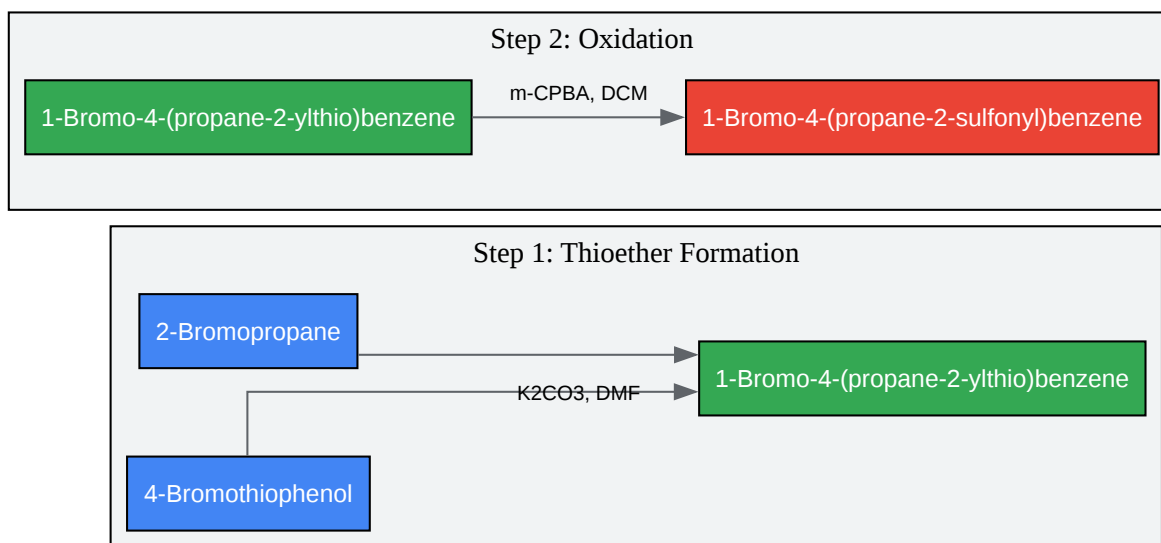 Step 2: Oxidation
1-Bromo-4-(propane-2-ylthio)benzene
m-CPBA, DCM
1-Bromo-4-(propane-2-sulfonyl)benzene
Step 1: Thioether Formation
2-Bromopropane
K2CO3, DMF
1-Bromo-4-(propane-2-ylthio)benzene
4-Bromothiophenol